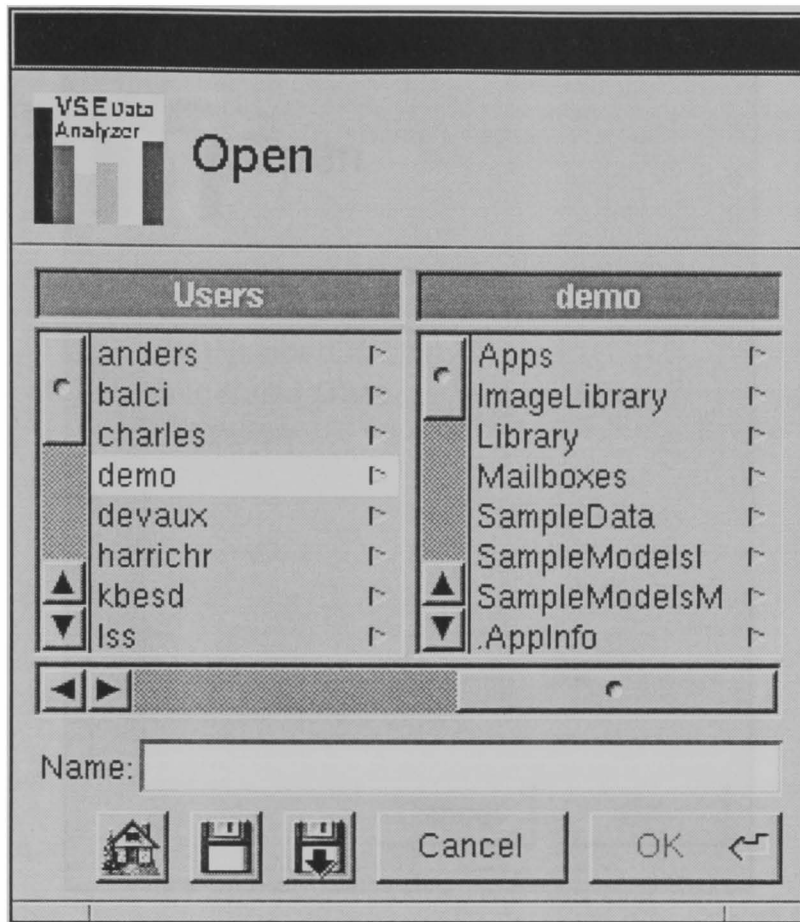 VSE Data
Analyzer
Open
Users
demo
anders
balci
charles
demo
devaux
harrichr
kbesd
lss
Apps
ImageLibrary
Library
Mailboxes
SampleData
SampleModelsI
SampleModelsM
.AppInfo
Name:
Cancel
OK